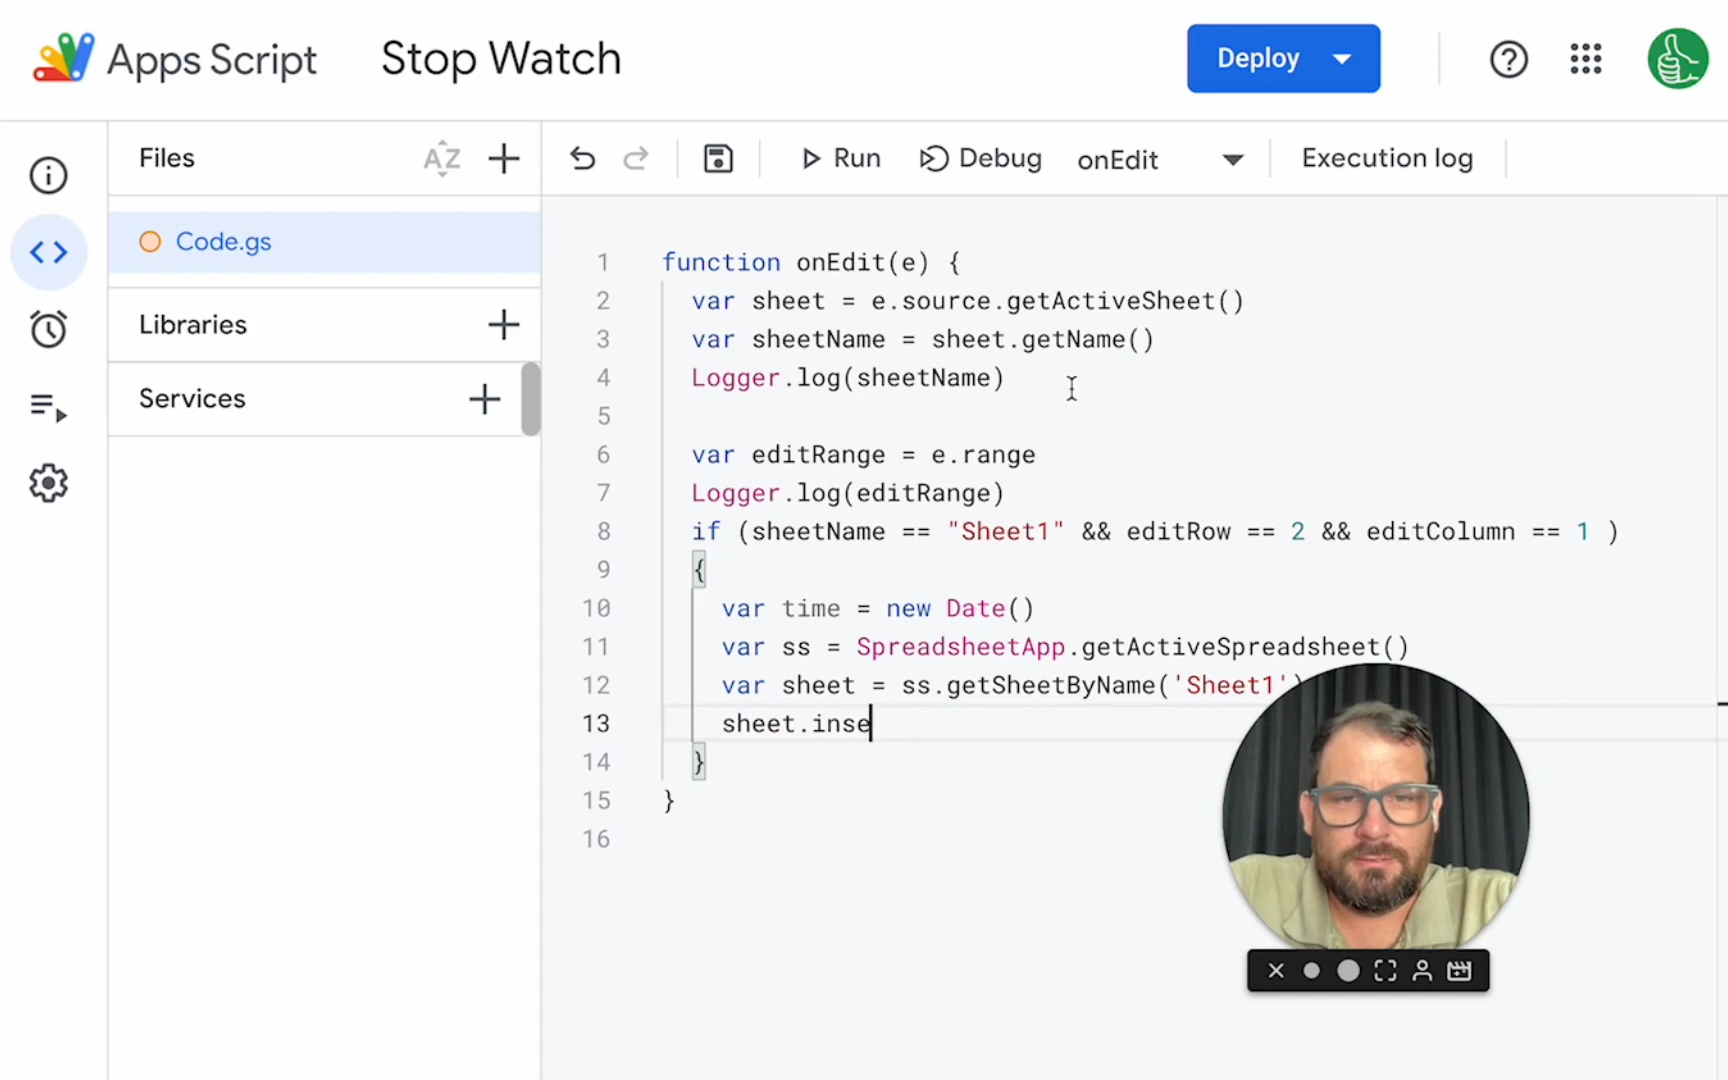 Apps Script
Stop Watch
Deploy
Files
AZ
Run
Debug
onEdit
Execution log
Code.gs
Libraries
Services
1 function onEdit(e) {
2 var sheet = e.source.getActiveSheet()
3 var sheetName = sheet.getName()
4 Logger.log(sheetName)
5
6 var editRange = e.range
7 Logger.log(editRange)
8 if (sheetName == "Sheet1" && editRow == 2 && editColumn == 1 )
9 {
10 var time = new Date()
11 var ss = SpreadsheetApp.getActiveSpreadsheet()
12 var sheet = ss.getSheetByName('Sheet1')
13 sheet.inse
14 }
15 }
16